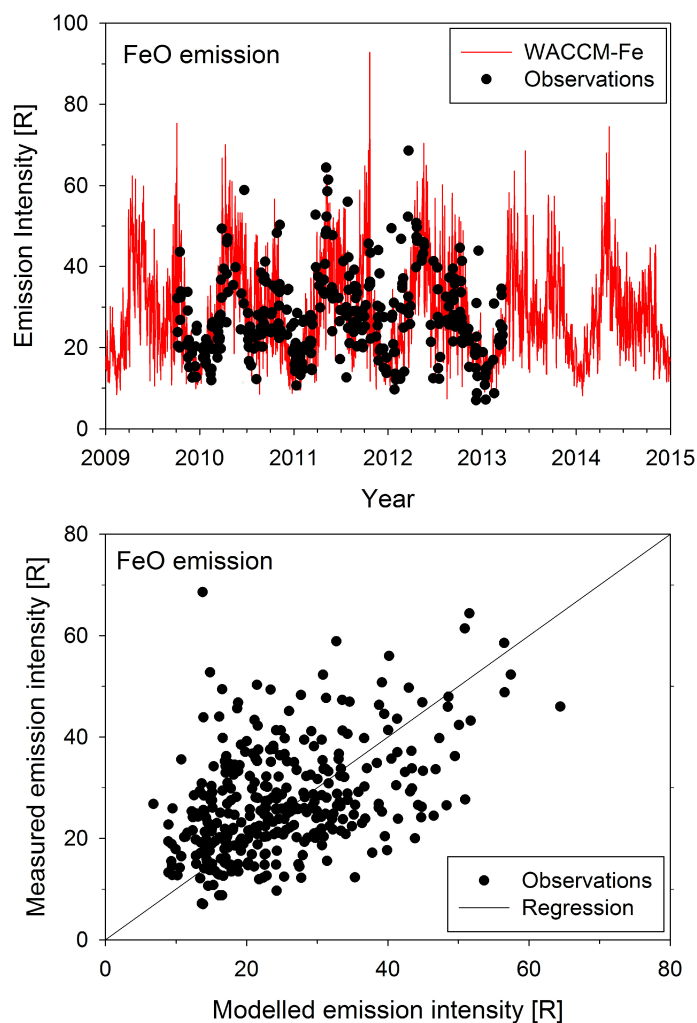 FeO emission
WACCM-Fe
Observations
Emission Intensity [R]
100
80
60
40
20
0
2009 2010 2011 2012 2013 2014 2015
Year
FeO emission
Observations
Regression
Measured emission intensity [R]
80
60
40
20
0
0 20 40 60 80
Modelled emission intensity [R]